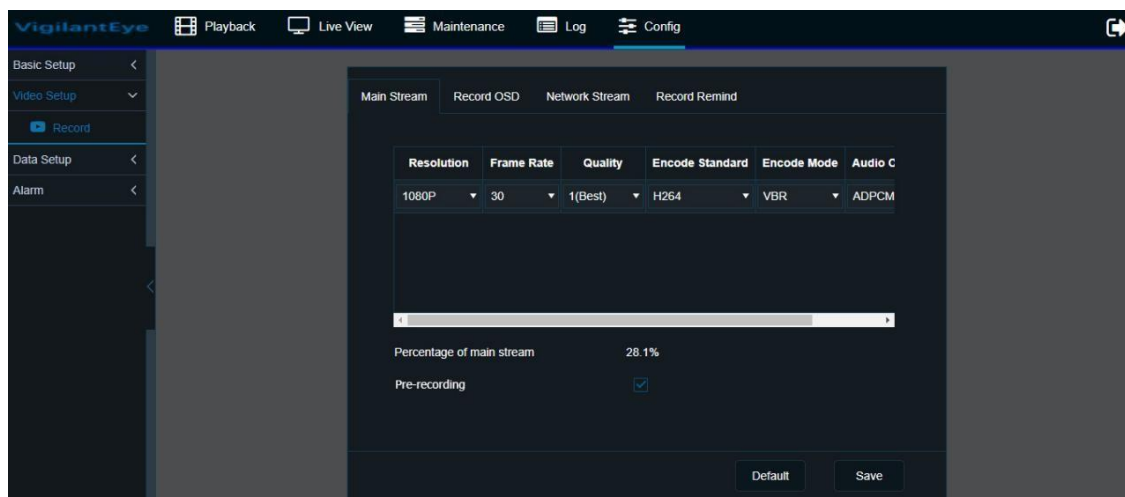 VigilantEye Playback Live View Maintenance Log Config
Basic Setup
Video Setup
Record
Data Setup
Alarm
Main Stream Record OSD Network Stream Record Remind
Resolution Frame Rate Quality Encode Standard Encode Mode Audio C
1080P 30 1(Best) H264 VBR ADPCM
Percentage of main stream 28.1%
Pre-recording
Default Save